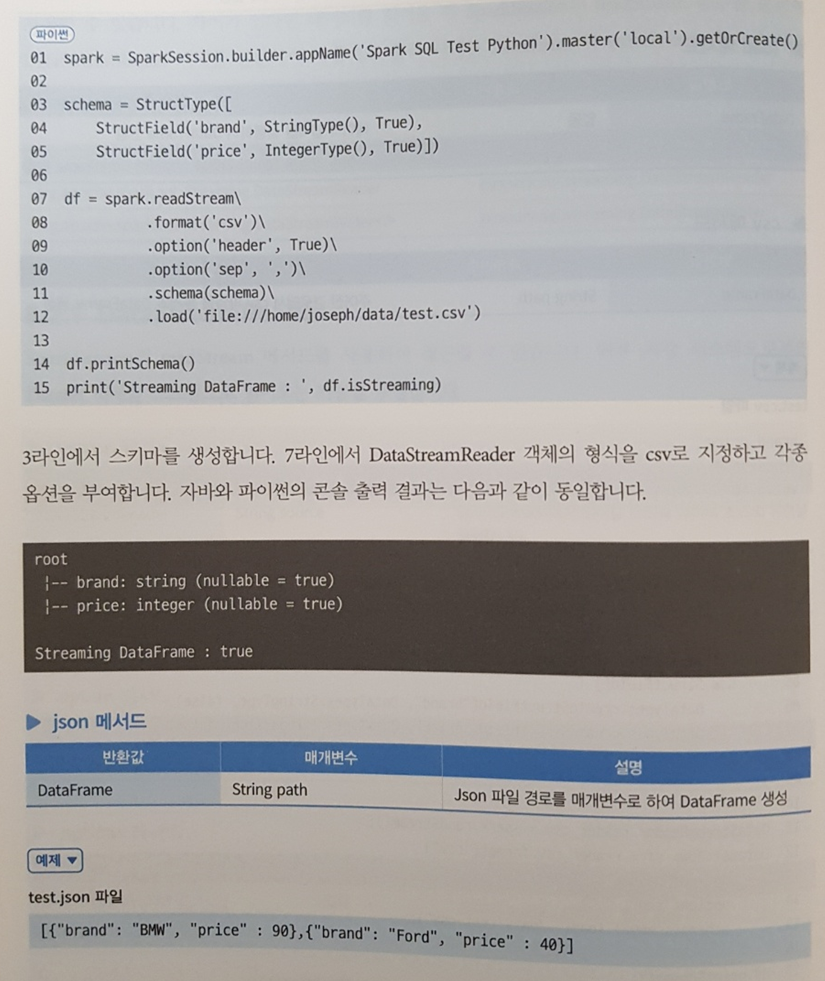 파이썬
01 spark = SparkSession.builder.appName('Spark SQL Test Python').master('local').getOrCreate()
02
03 schema = StructType([
04     StructField('brand', StringType(), True),
05     StructField('price', IntegerType(), True)])
06
07 df = spark.readStream\
08          .format('csv')\
09          .option('header', True)\
10          .option('sep', ',')\
11          .schema(schema)\
12          .load('file:///home/joseph/data/test.csv')
13
14 df.printSchema()
15 print('Streaming DataFrame : ', df.isStreaming)
3라인에서 스키마를 생성합니다. 7라인에서 DataStreamReader 객체의 형식을 csv로 지정하고 각종
옵션을 부여합니다. 자바와 파이썬의 콘솔 출력 결과는 다음과 같이 동일합니다.
root
 |-- brand: string (nullable = true)
 |-- price: integer (nullable = true)
Streaming DataFrame : true
▶ json 메서드
반환값 매개변수 설명
DataFrame String path Json 파일 경로를 매개변수로 하여 DataFrame 생성
예제 ▼
test.json 파일
[{"brand": "BMW", "price" : 90},{"brand": "Ford", "price" : 40}]